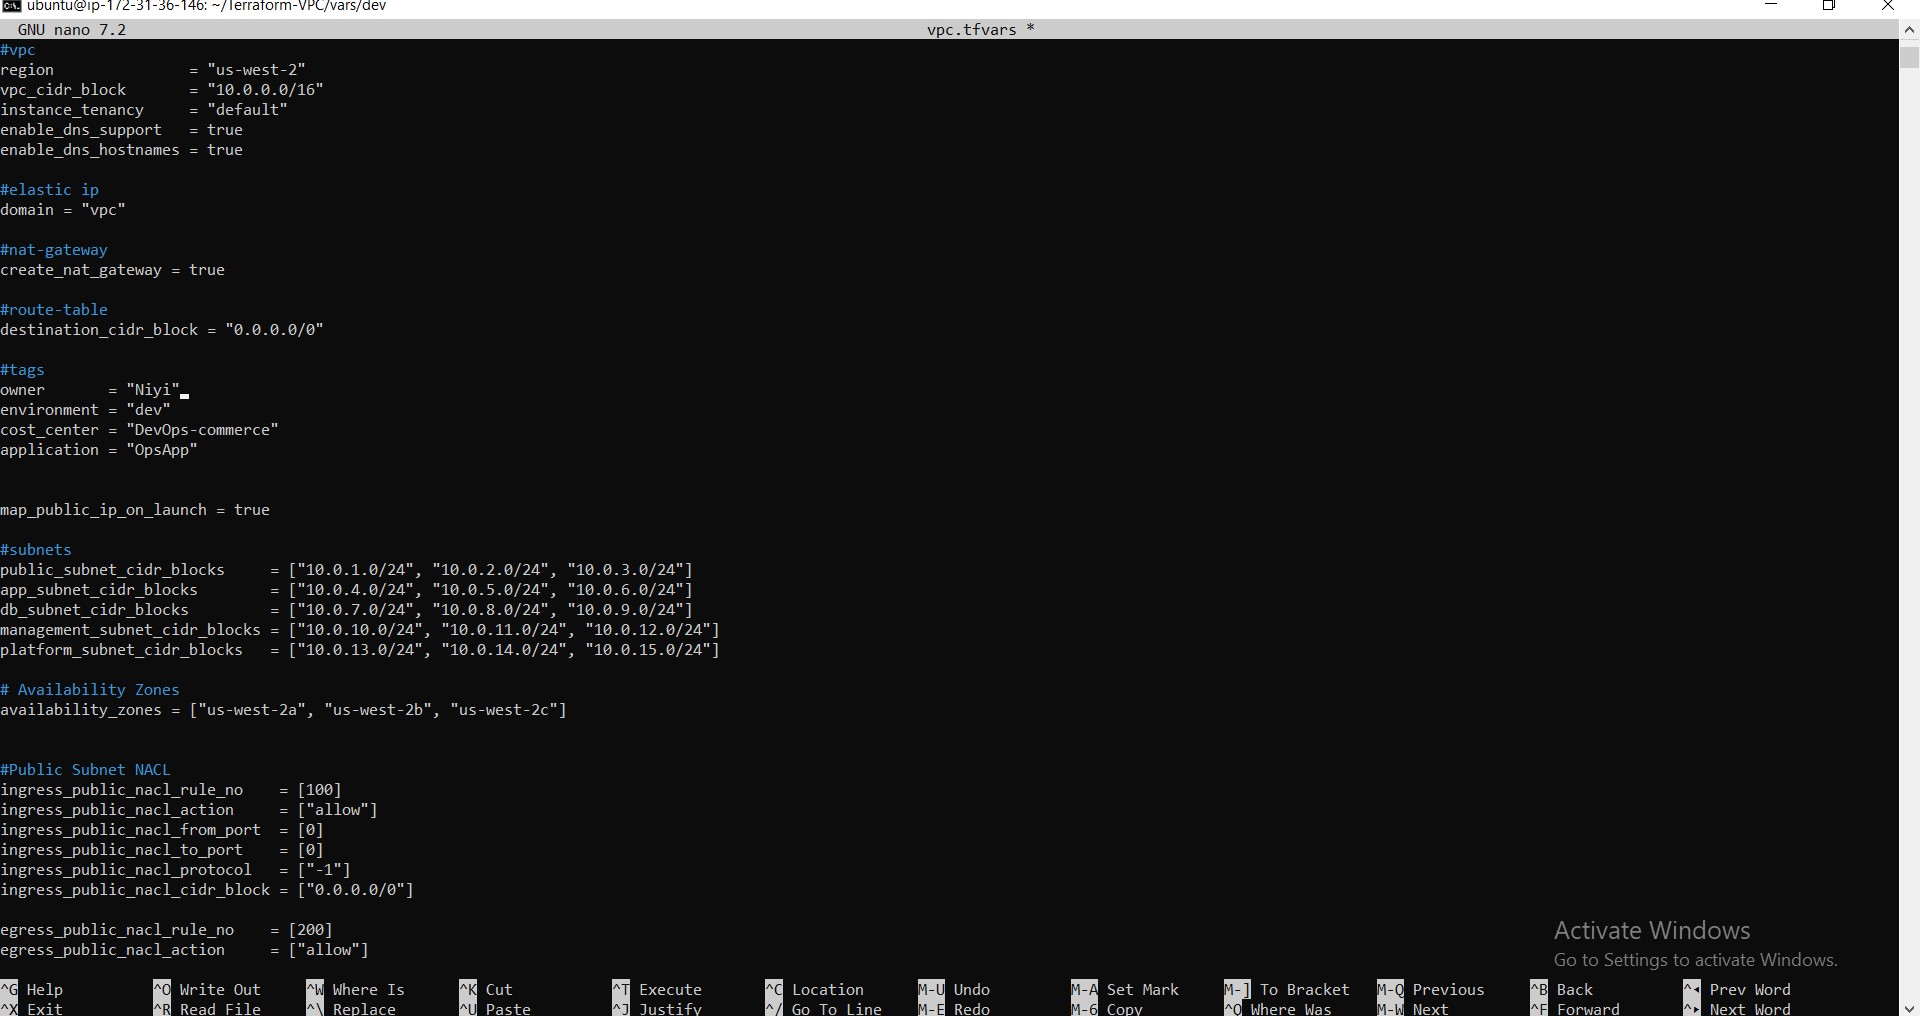 ubuntu@ip-172-31-36-146: ~/Terraform-VPC/vars/dev
GNU nano 7.2 vpc.tfvars *
#vpc
region = "us-west-2"
vpc_cidr_block = "10.0.0.0/16"
instance_tenancy = "default"
enable_dns_support = true
enable_dns_hostnames = true
#elastic ip
domain = "vpc"
#nat-gateway
create_nat_gateway = true
#route-table
destination_cidr_block = "0.0.0.0/0"
#tags
owner = "Niyi"
environment = "dev"
cost_center = "DevOps-commerce"
application = "OpsApp"
map_public_ip_on_launch = true
#subnets
public_subnet_cidr_blocks = ["10.0.1.0/24", "10.0.2.0/24", "10.0.3.0/24"]
app_subnet_cidr_blocks = ["10.0.4.0/24", "10.0.5.0/24", "10.0.6.0/24"]
db_subnet_cidr_blocks = ["10.0.7.0/24", "10.0.8.0/24", "10.0.9.0/24"]
management_subnet_cidr_blocks = ["10.0.10.0/24", "10.0.11.0/24", "10.0.12.0/24"]
platform_subnet_cidr_blocks = ["10.0.13.0/24", "10.0.14.0/24", "10.0.15.0/24"]
# Availability Zones
availability_zones = ["us-west-2a", "us-west-2b", "us-west-2c"]
#Public Subnet NACL
ingress_public_nacl_rule_no = [100]
ingress_public_nacl_action = ["allow"]
ingress_public_nacl_from_port = [0]
ingress_public_nacl_to_port = [0]
ingress_public_nacl_protocol = ["-1"]
ingress_public_nacl_cidr_block = ["0.0.0.0/0"]
egress_public_nacl_rule_no = [200]
egress_public_nacl_action = ["allow"]
Activate Windows
Go to Settings to activate Windows.
^G Help ^O Write Out ^W Where Is ^K Cut ^T Execute ^C Location M-U Undo M-A Set Mark M-] To Bracket M-Q Previous ^B Back ^◂ Prev Word
^X Exit ^R Read File ^\ Replace ^U Paste ^J Justify ^/ Go To Line M-E Redo M-6 Copy ^Q Where Was M-W Next ^F Forward ^▸ Next Word